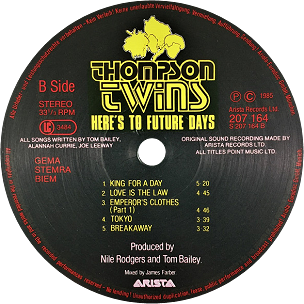 THOMPSON
TWINS
HERE'S TO FUTURE DAYS
B Side
STEREO
33⅓ RPM
LC 3484
ALL SONGS WRITTEN BY TOM BAILEY,
ALANNAH CURRIE, JOE LEEWAY
GEMA
STEMRA
BIEM
P C 1985
Arista Records Ltd.
207 164
S 207 164 B
ORIGINAL SOUND RECORDING MADE BY
ARISTA RECORDS LTD.
ALL TITLES POINT MUSIC LTD.
1 KING FOR A DAY 5 20
2 LOVE IS THE LAW 4 45
3 EMPEROR'S CLOTHES
(Part 1) 4 46
4 TOKYO 3 39
5 BREAKAWAY 3 32
Produced by
Nile Rodgers and Tom Bailey.
Mixed by James Farber.
ARISTA